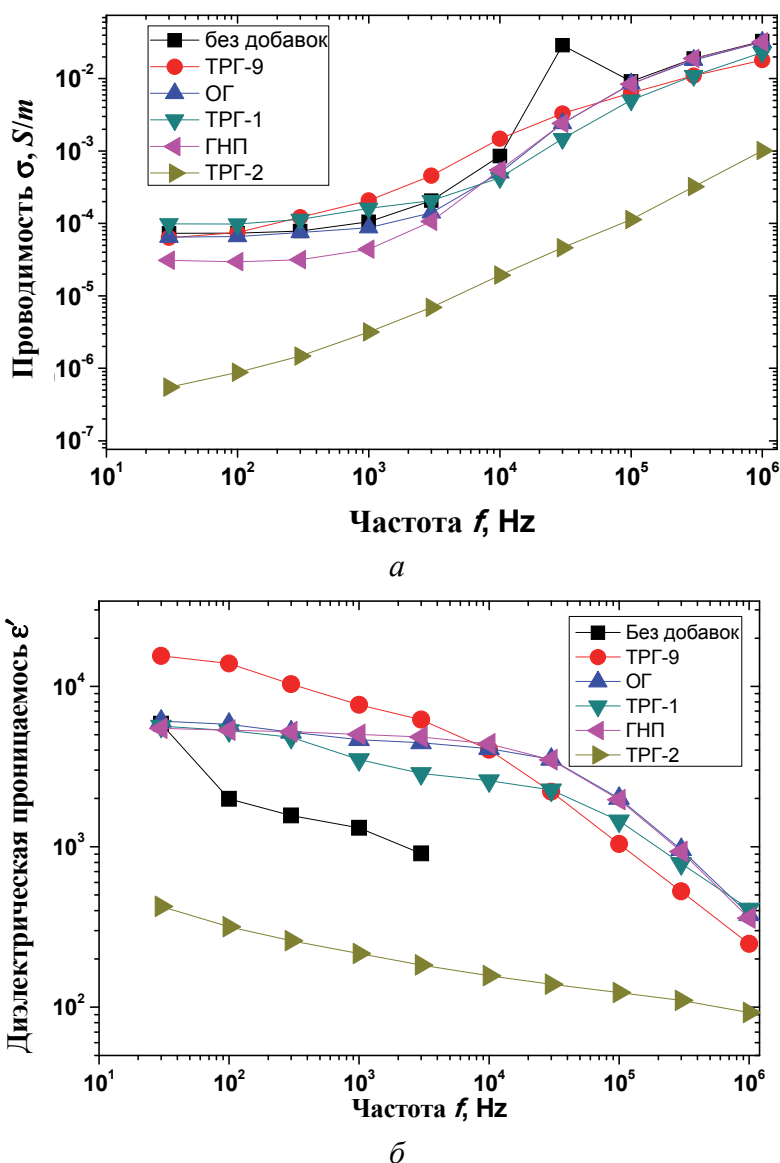 Проводимость σ, S/m
10⁻²
10⁻³
10⁻⁴
10⁻⁵
10⁻⁶
10⁻⁷
без добавок
ТРГ-9
ОГ
ТРГ-1
ГНП
ТРГ-2
10¹ 10² 10³ 10⁴ 10⁵ 10⁶
Частота f, Hz
а
Диэлектрическая проницаемось ε′
10⁴
10³
10²
Без добавок
ТРГ-9
ОГ
ТРГ-1
ГНП
ТРГ-2
10¹ 10² 10³ 10⁴ 10⁵ 10⁶
Частота f, Hz
б